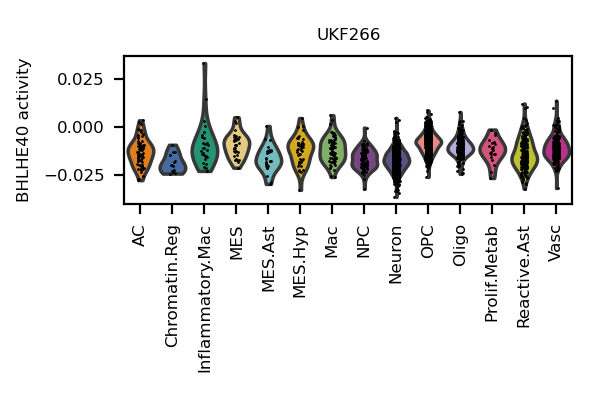 UKF266
BHLHE40 activity
0.025
0.000
−0.025
AC
Chromatin.Reg
Inflammatory.Mac
MES
MES.Ast
MES.Hyp
Mac
NPC
Neuron
OPC
Oligo
Prolif.Metab
Reactive.Ast
Vasc